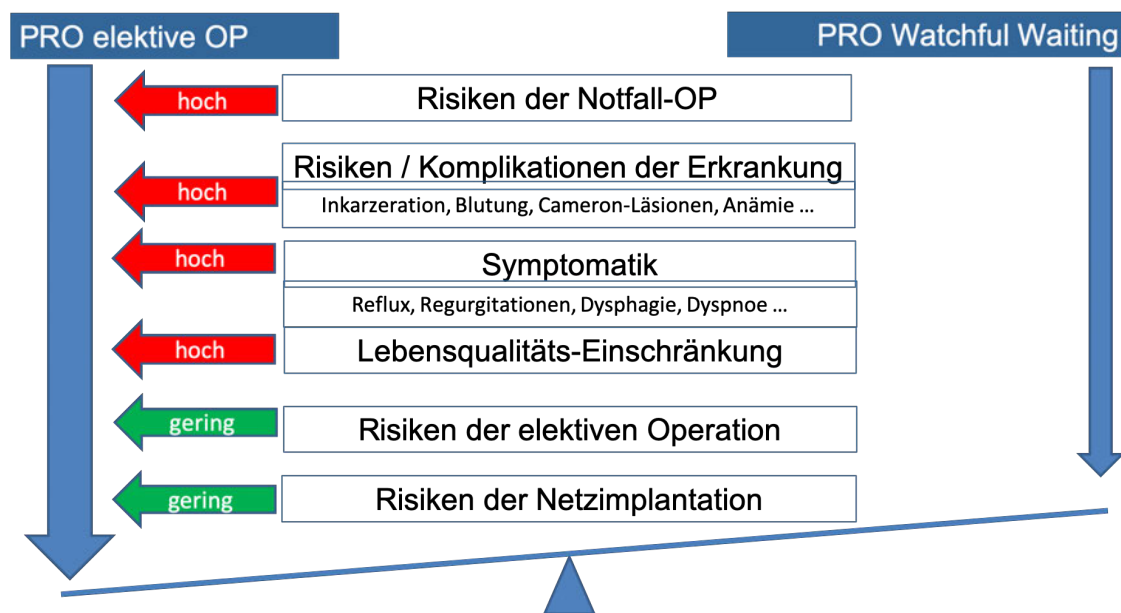 PRO elektive OP
PRO Watchful Waiting
hoch
Risiken der Notfall-OP
hoch
Risiken / Komplikationen der Erkrankung
Inkarzeration, Blutung, Cameron-Läsionen, Anämie ...
hoch
Symptomatik
Reflux, Regurgitationen, Dysphagie, Dyspnoe ...
hoch
Lebensqualitäts-Einschränkung
gering
Risiken der elektiven Operation
gering
Risiken der Netzimplantation